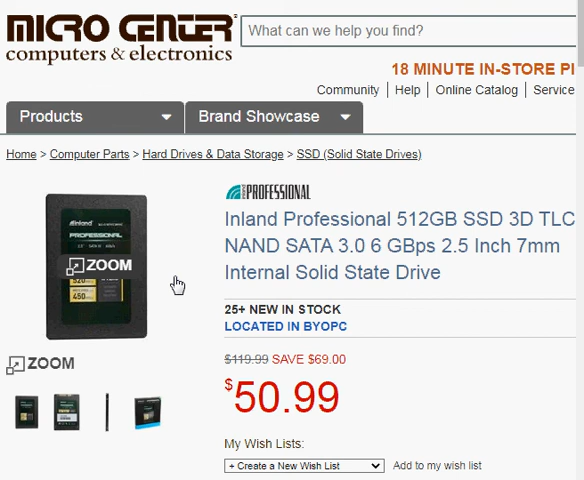 MICRO CENTER
computers & electronics
What can we help you find?
18 MINUTE IN-STORE PI
Community | Help | Online Catalog | Service
Products
Brand Showcase
Home > Computer Parts > Hard Drives & Data Storage > SSD (Solid State Drives)
Inland
PROFESSIONAL
ZOOM
520
450
ZOOM
PROFESSIONAL
Inland Professional 512GB SSD 3D TLC
NAND SATA 3.0 6 GBps 2.5 Inch 7mm
Internal Solid State Drive
25+ NEW IN STOCK
LOCATED IN BYOPC
$119.99 SAVE $69.00
$50.99
My Wish Lists:
+ Create a New Wish List
Add to my wish list